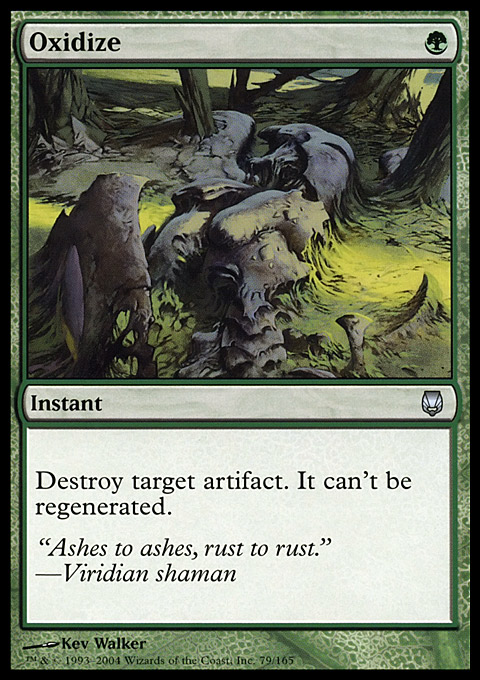 Oxidize
Instant
Destroy target artifact. It can't be
regenerated.
“Ashes to ashes, rust to rust.”
—Viridian shaman
Kev Walker
™ & © 1993–2004 Wizards of the Coast, Inc. 79/165